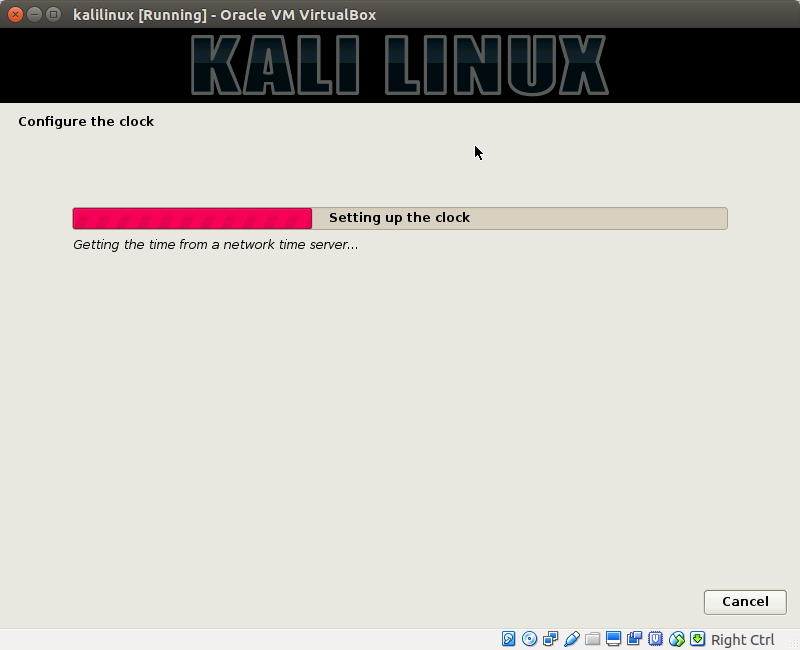 kalilinux [Running] - Oracle VM VirtualBox
KALI LINUX
Configure the clock
Setting up the clock
Getting the time from a network time server...
Cancel
Right Ctrl